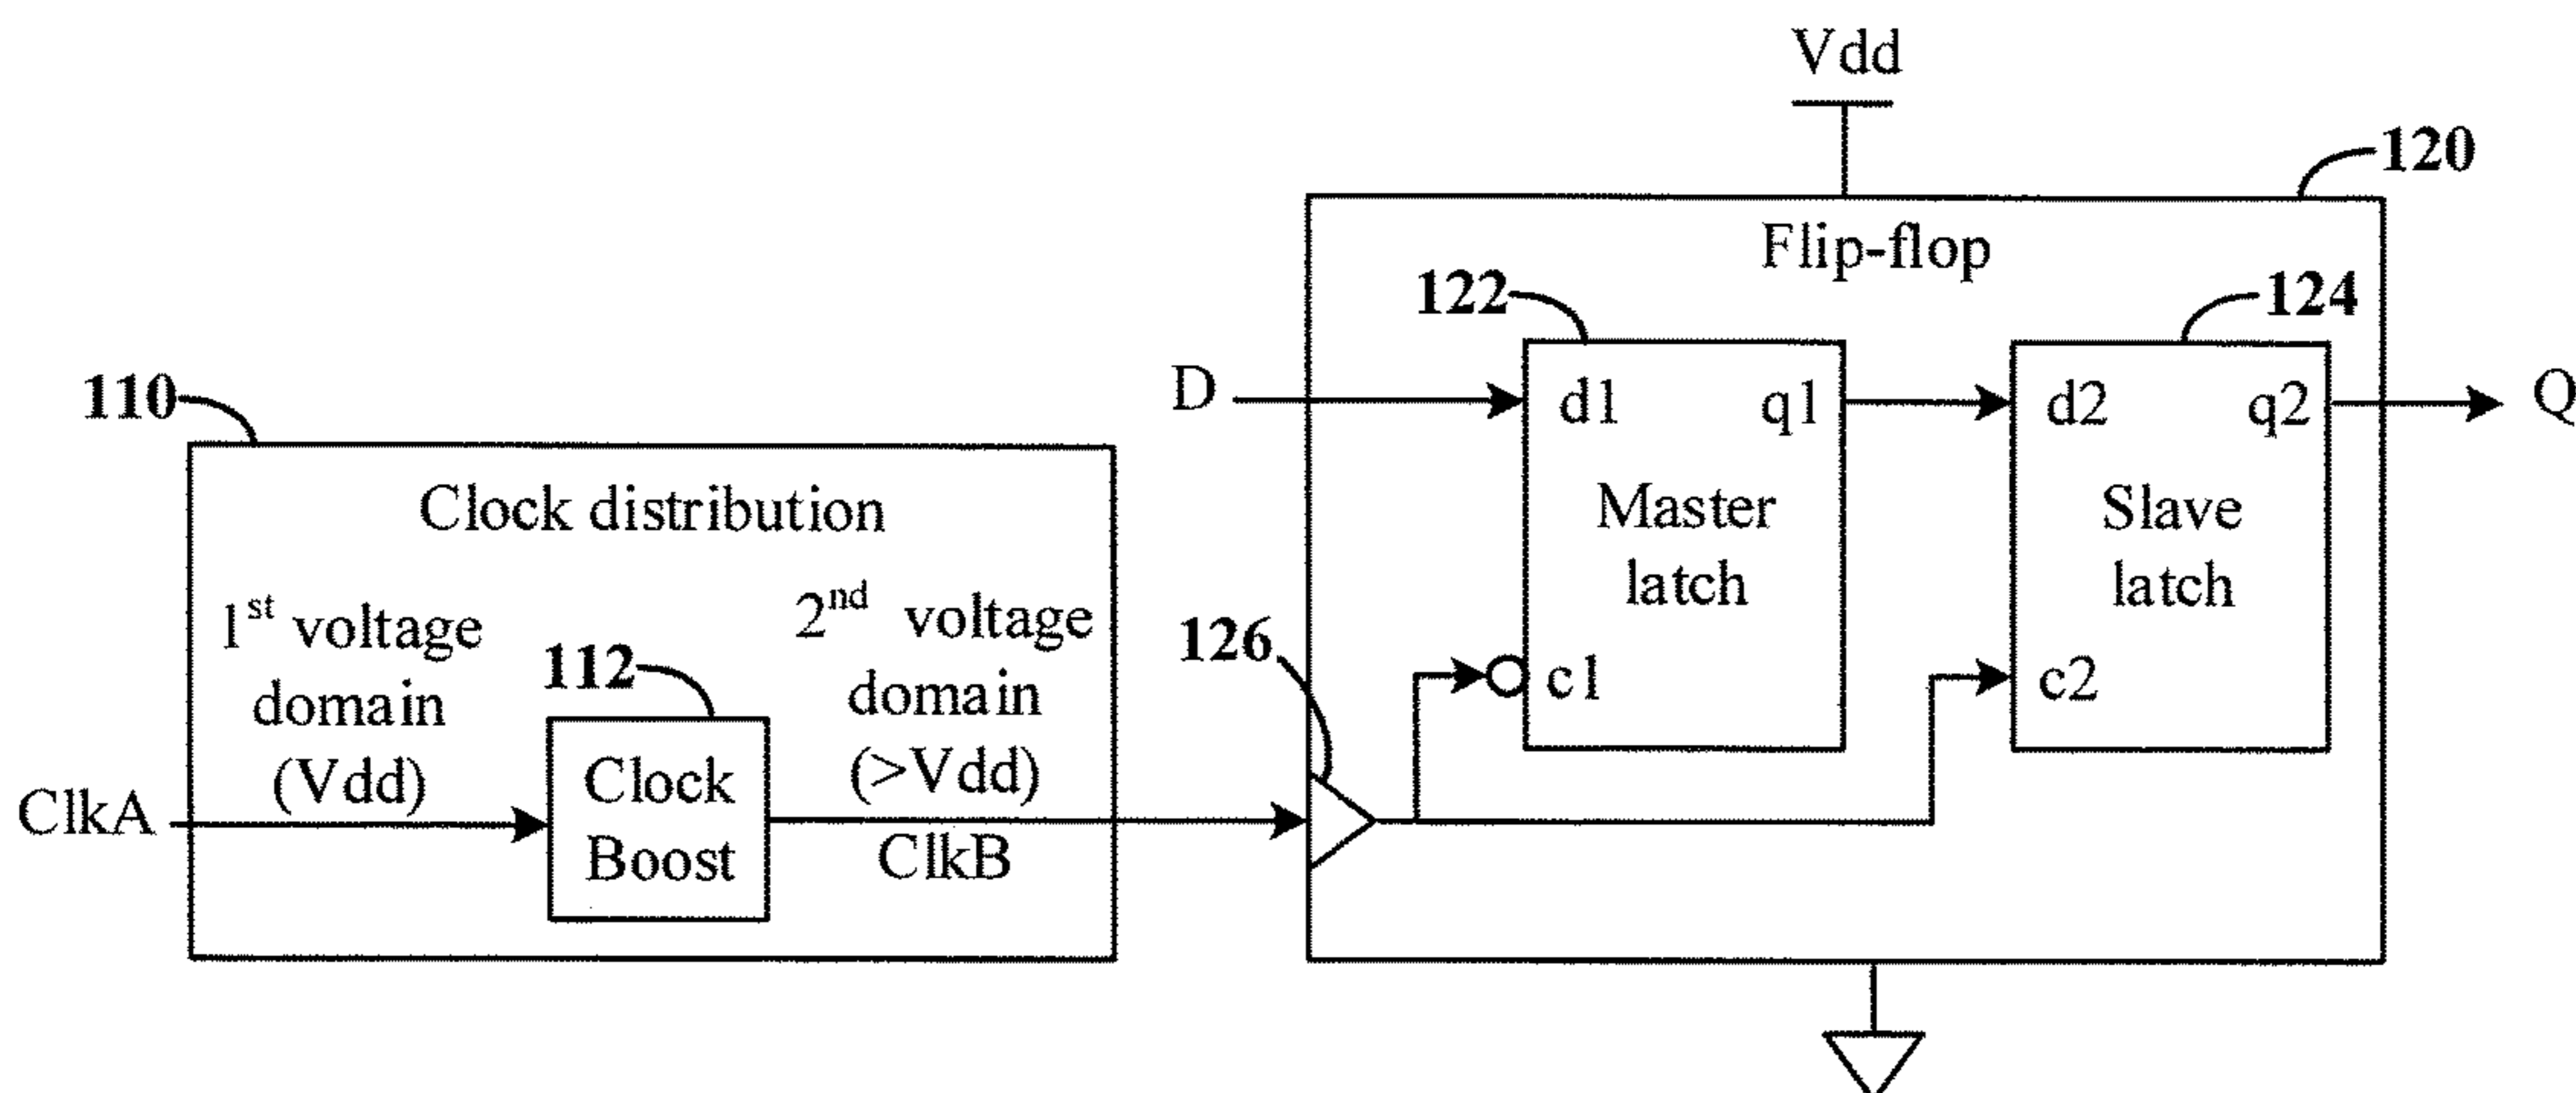 Vdd
120
Flip-flop
122
124
110
D
d1
q1
d2
q2
Q
Clock distribution
Master
latch
Slave
latch
1st voltage
domain
(Vdd)
2nd voltage
domain
(>Vdd)
112
126
c1
c2
ClkA
Clock
Boost
ClkB